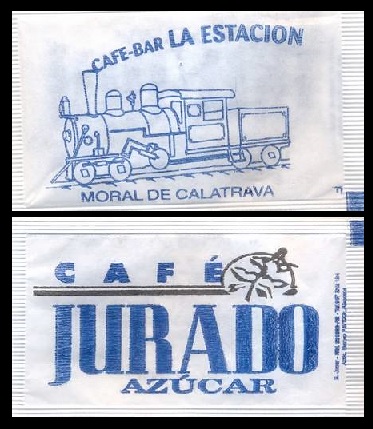 CAFE-BAR LA ESTACION
MORAL DE CALATRAVA
CAFÉ
JURADO
AZÚCAR